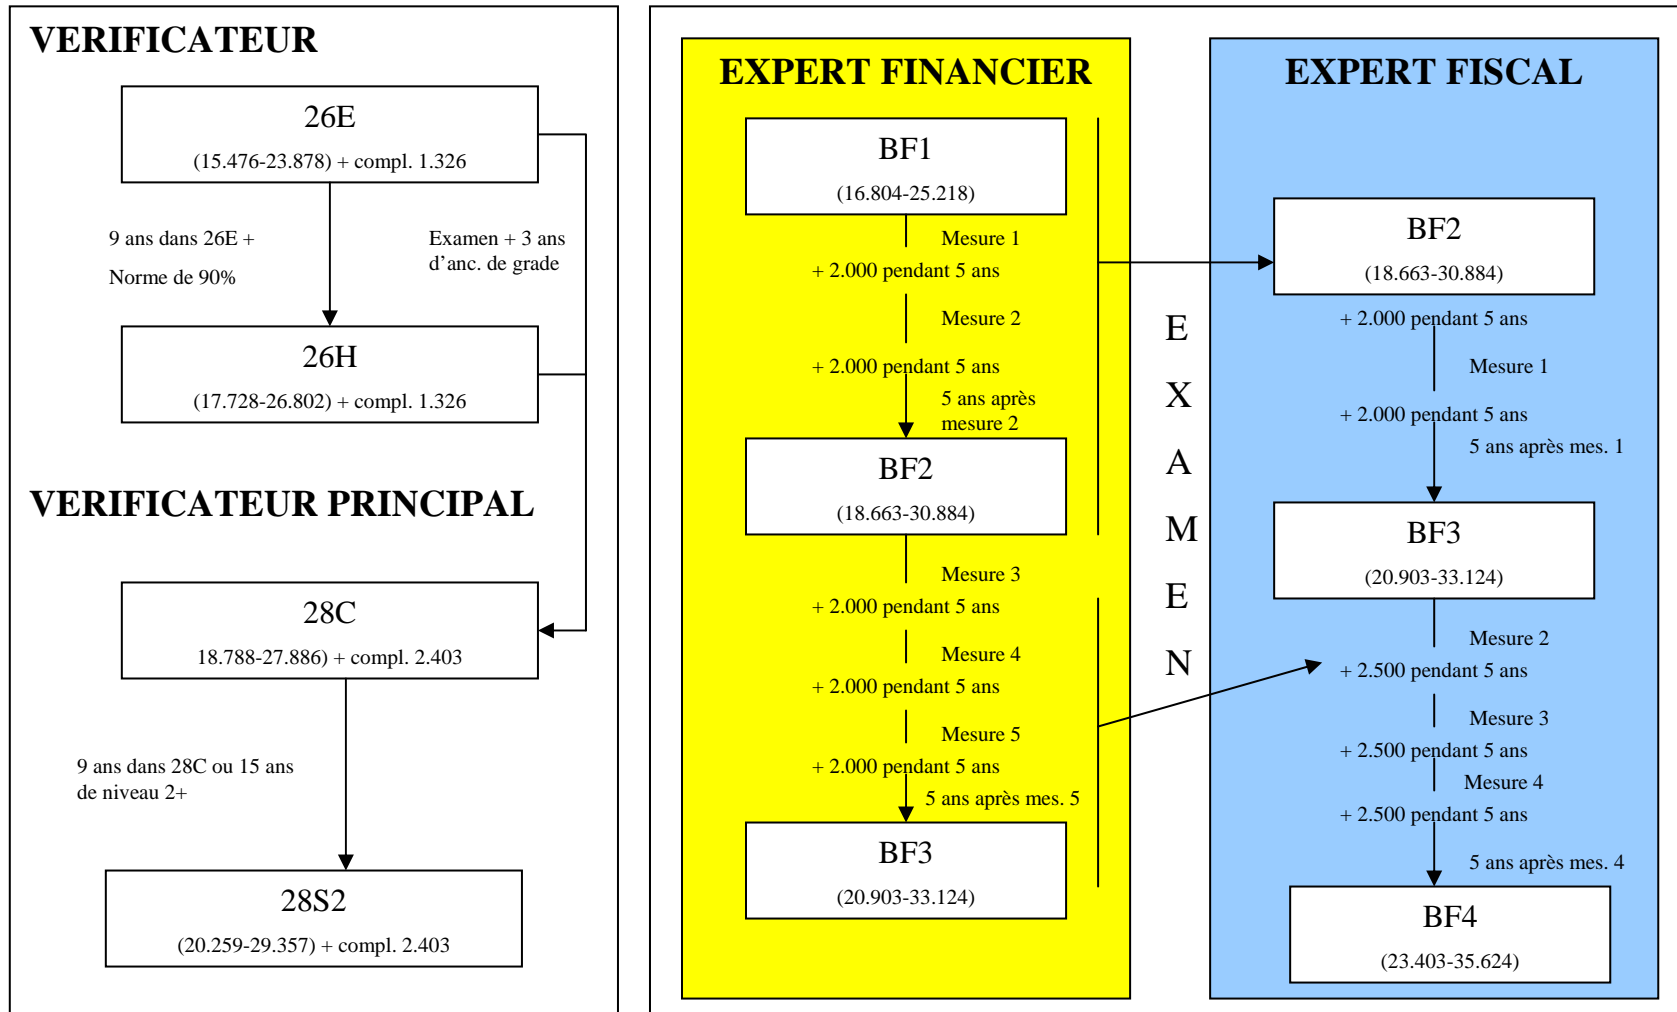 VERIFICATEUR
26E
(15.476-23.878) + compl. 1.326
9 ans dans 26E +
Norme de 90%
Examen + 3 ans
d’anc. de grade
26H
(17.728-26.802) + compl. 1.326
VERIFICATEUR PRINCIPAL
28C
18.788-27.886) + compl. 2.403
9 ans dans 28C ou 15 ans
de niveau 2+
28S2
(20.259-29.357) + compl. 2.403
EXPERT FINANCIER
BF1
(16.804-25.218)
Mesure 1
+ 2.000 pendant 5 ans
Mesure 2
+ 2.000 pendant 5 ans
5 ans après
mesure 2
BF2
(18.663-30.884)
Mesure 3
+ 2.000 pendant 5 ans
Mesure 4
+ 2.000 pendant 5 ans
Mesure 5
+ 2.000 pendant 5 ans
5 ans après mes. 5
BF3
(20.903-33.124)
E
X
A
M
E
N
EXPERT FISCAL
BF2
(18.663-30.884)
+ 2.000 pendant 5 ans
Mesure 1
+ 2.000 pendant 5 ans
5 ans après mes. 1
BF3
(20.903-33.124)
Mesure 2
+ 2.500 pendant 5 ans
Mesure 3
+ 2.500 pendant 5 ans
Mesure 4
+ 2.500 pendant 5 ans
5 ans après mes. 4
BF4
(23.403-35.624)